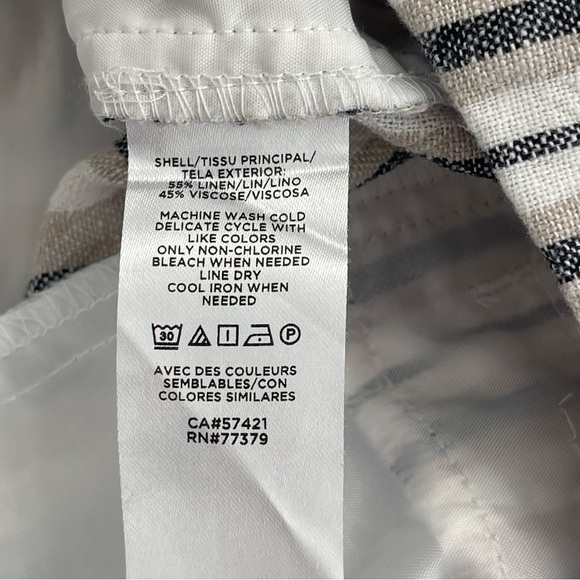 SHELL/TISSU PRINCIPAL/
TELA EXTERIOR:
55% LINEN/LIN/LINO
45% VISCOSE/VISCOSA
MACHINE WASH COLD
DELICATE CYCLE WITH
LIKE COLORS
ONLY NON-CHLORINE
BLEACH WHEN NEEDED
LINE DRY
COOL IRON WHEN
NEEDED
30 P
AVEC DES COULEURS
SEMBLABLES/CON
COLORES SIMILARES
CA#57421
RN#77379